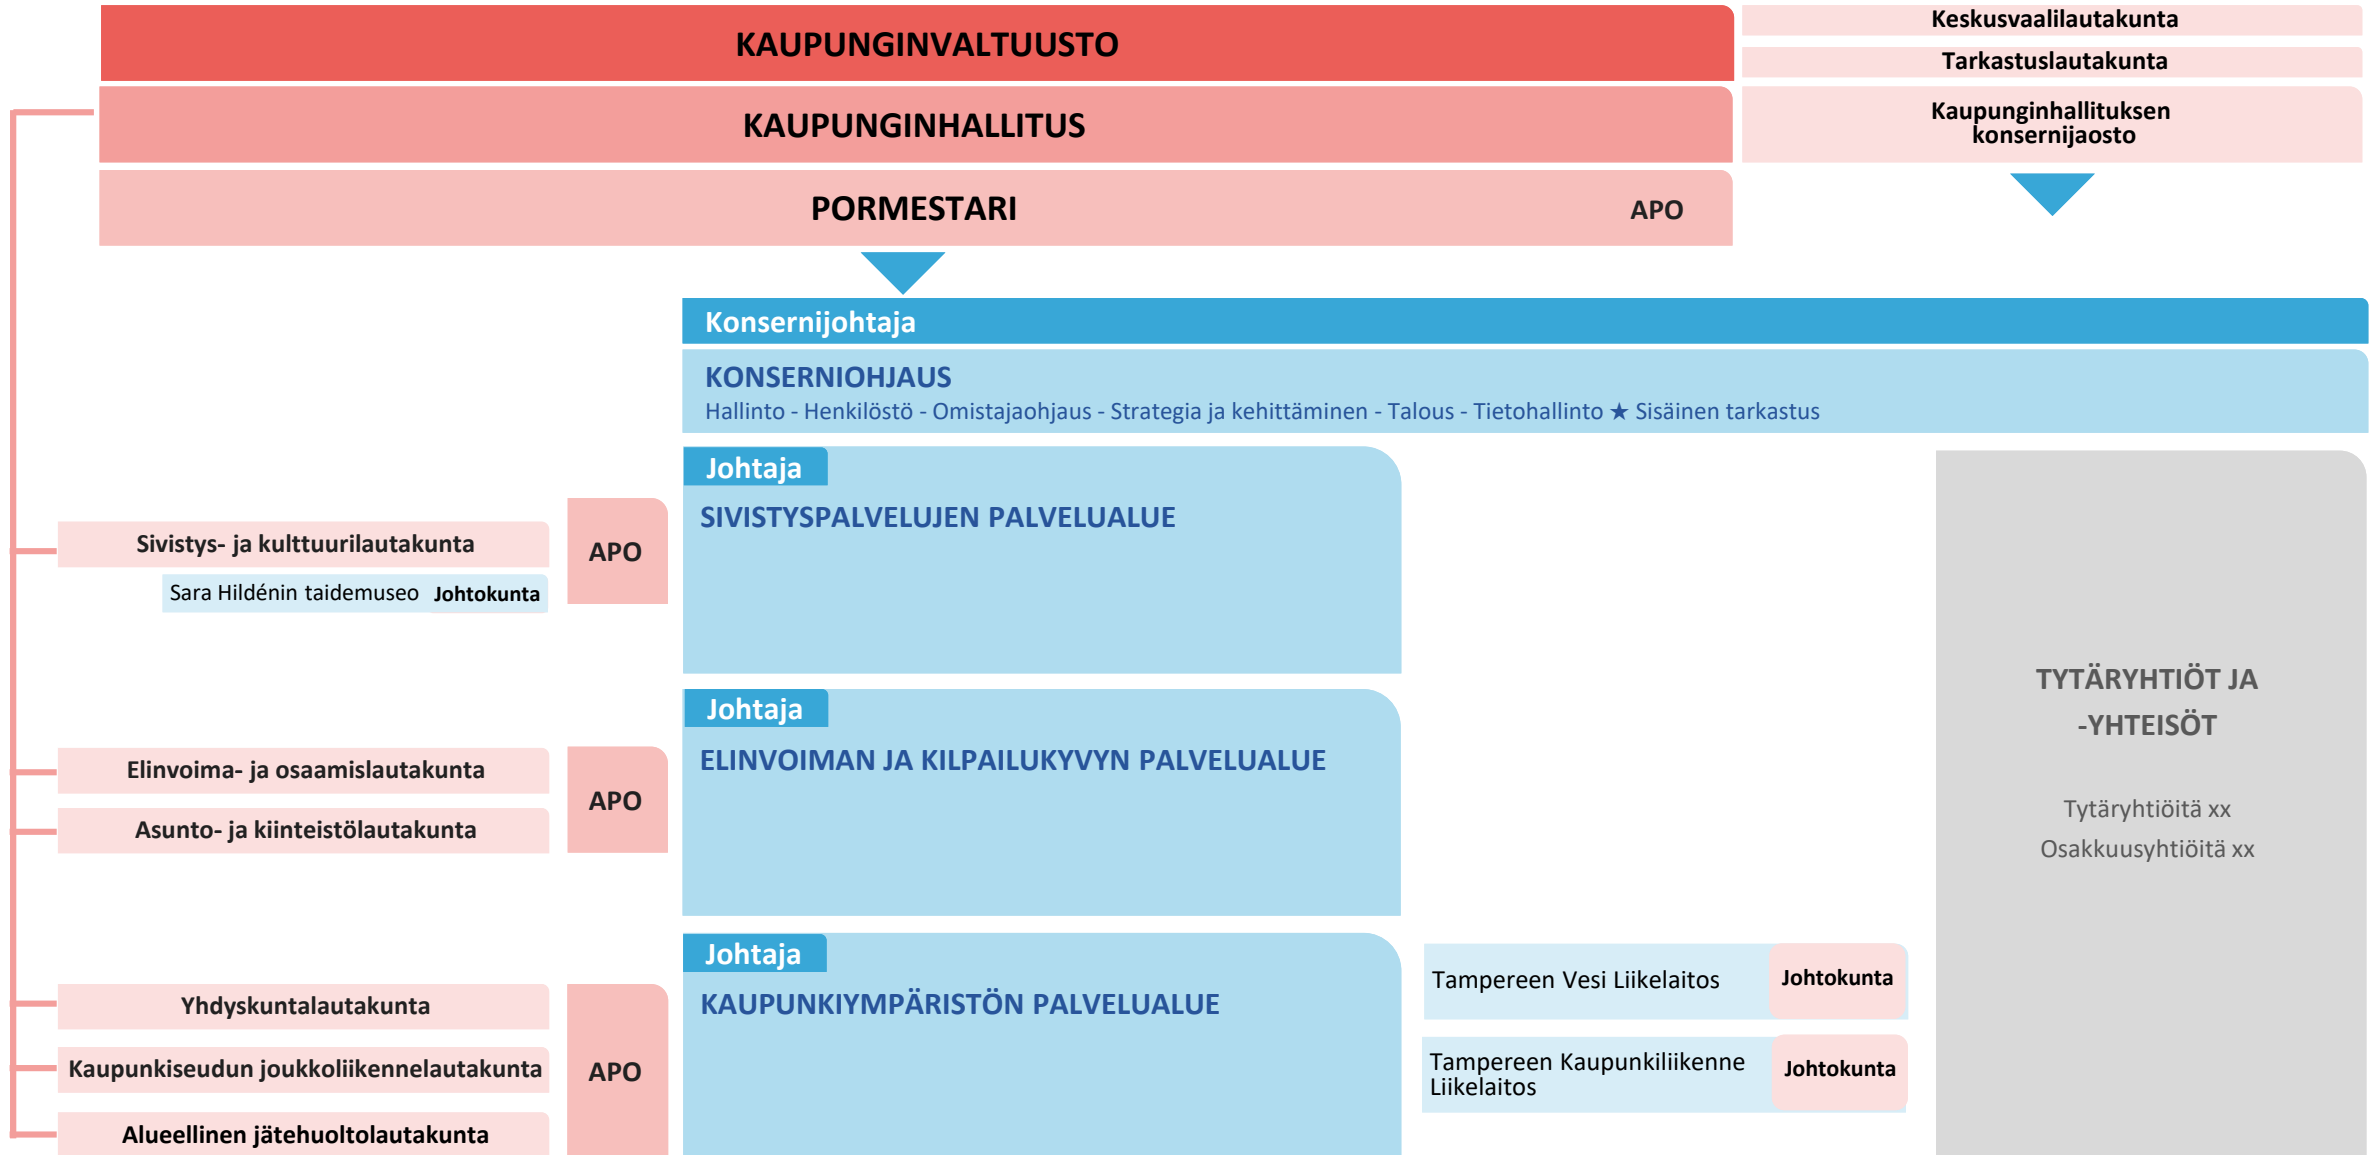 KAUPUNGINVALTUUSTO
Keskusvaalilautakunta
Tarkastuslautakunta
KAUPUNGINHALLITUS
Kaupunginhallituksen
konsernijaosto
PORMESTARI
APO
Konsernijohtaja
KONSERNIOHJAUS
Hallinto - Henkilöstö - Omistajaohjaus - Strategia ja kehittäminen - Talous - Tietohallinto ★ Sisäinen tarkastus
Johtaja
SIVISTYSPALVELUJEN PALVELUALUE
Sivistys- ja kulttuurilautakunta
APO
Sara Hildénin taidemuseo Johtokunta
Johtaja
ELINVOIMAN JA KILPAILUKYVYN PALVELUALUE
Elinvoima- ja osaamislautakunta
APO
Asunto- ja kiinteistölautakunta
TYTÄRYHTIÖT JA
-YHTEISÖT
Tytäryhtiöitä xx
Osakkuusyhtiöitä xx
Johtaja
KAUPUNKIYMPÄRISTÖN PALVELUALUE
Yhdyskuntalautakunta
Kaupunkiseudun joukkoliikennelautakunta
APO
Alueellinen jätehuoltolautakunta
Tampereen Vesi Liikelaitos
Johtokunta
Tampereen Kaupunkiliikenne
Liikelaitos
Johtokunta